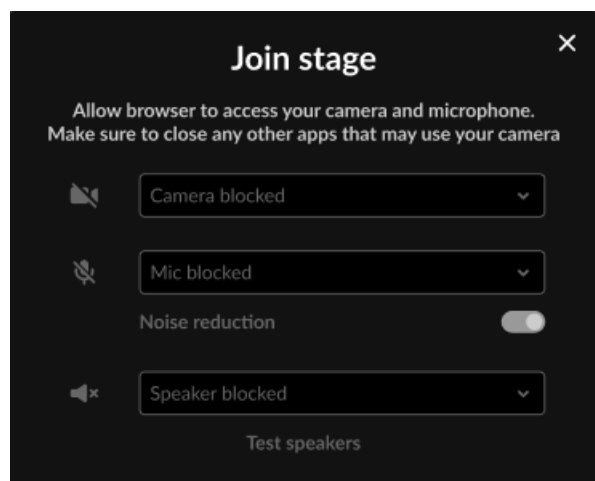 Join stage
Allow browser to access your camera and microphone.
Make sure to close any other apps that may use your camera
Camera blocked
Mic blocked
Noise reduction
Speaker blocked
Test speakers